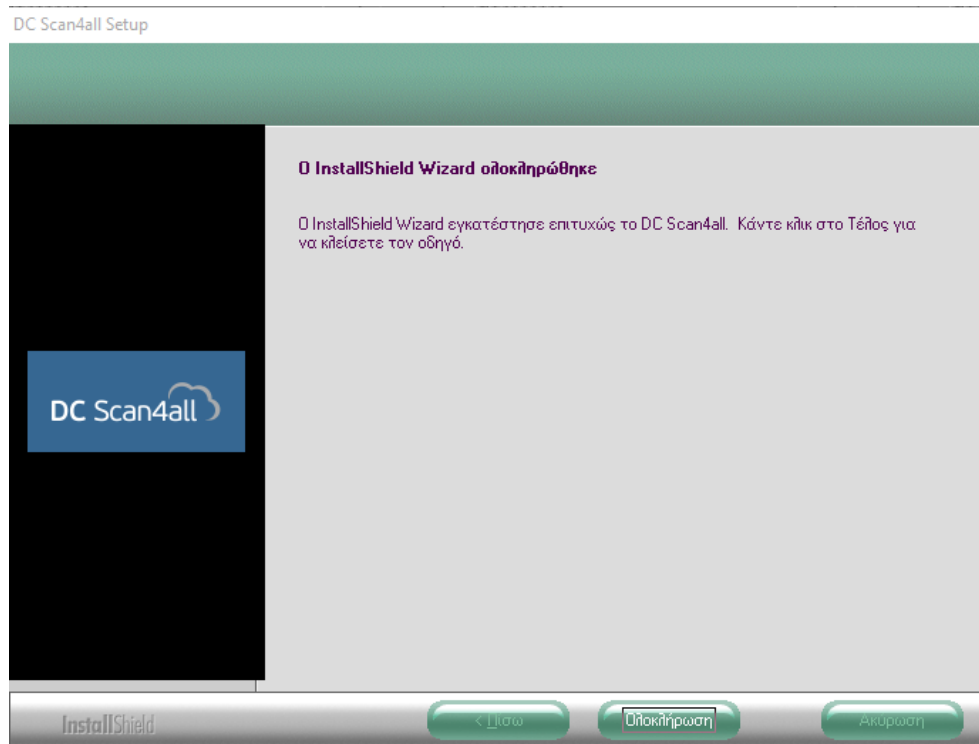 DC Scan4all Setup
Ο InstallShield Wizard ολοκληρώθηκε
Ο InstallShield Wizard εγκατέστησε επιτυχώς το DC Scan4all. Κάντε κλικ στο Τέλος για
να κλείσετε τον οδηγό.
DC Scan4all
InstallShield
< Πίσω
Ολοκλήρωση
Ακύρωση